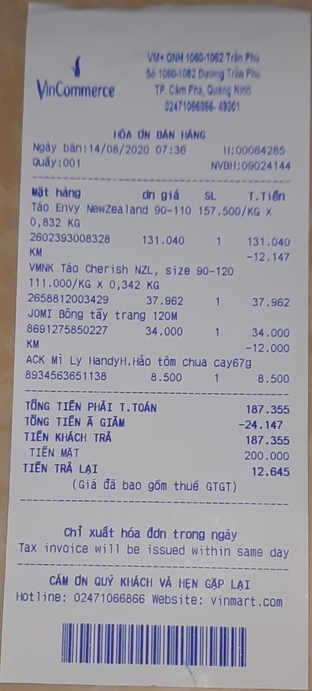 VinCommerce
VM+ QNH 1060-1062 Trần Phú
Số 1060-1062 Đường Trần Phú
TP. Cẩm Phả, Quảng Ninh
02471066866- 49301
HÓA ĐN BÁN HÀNG
Ngày bán:14/08/2020 07:36 H:00064285
Quầy:001 NVBH:09024144
Mặt hàng đn giá SL T.Tiền
Táo Envy NewZealand 90-110 157.500/KG X
0,832 KG
2602393008328 131.040 1 131.040
KM -12.147
VMNK Táo Cherish NZL, size 90-120
111.000/KG X 0,342 KG
2658812003429 37.962 1 37.962
JOMI Bông tẩy trang 120M
8691275850227 34.000 1 34.000
KM -12.000
ACK Mì Ly HandyH.Hảo tôm chua cay67g
8934563651138 8.500 1 8.500
TỔNG TIỀN PHẢI T.TOÁN 187.355
TỔNG TIỀN Ã GIẢM -24.147
TIỀN KHÁCH TRẢ 187.355
TIỀN MẶT 200.000
TIỀN TRẢ LẠI 12.645
(Giá đã bao gồm thuế GTGT)
Chỉ xuất hóa đơn trong ngày
Tax invoice will be issued within same day
CẢM ƠN QUÝ KHÁCH VÀ HẸN GẶP LẠI
Hotline: 02471066866 Website: vinmart.com